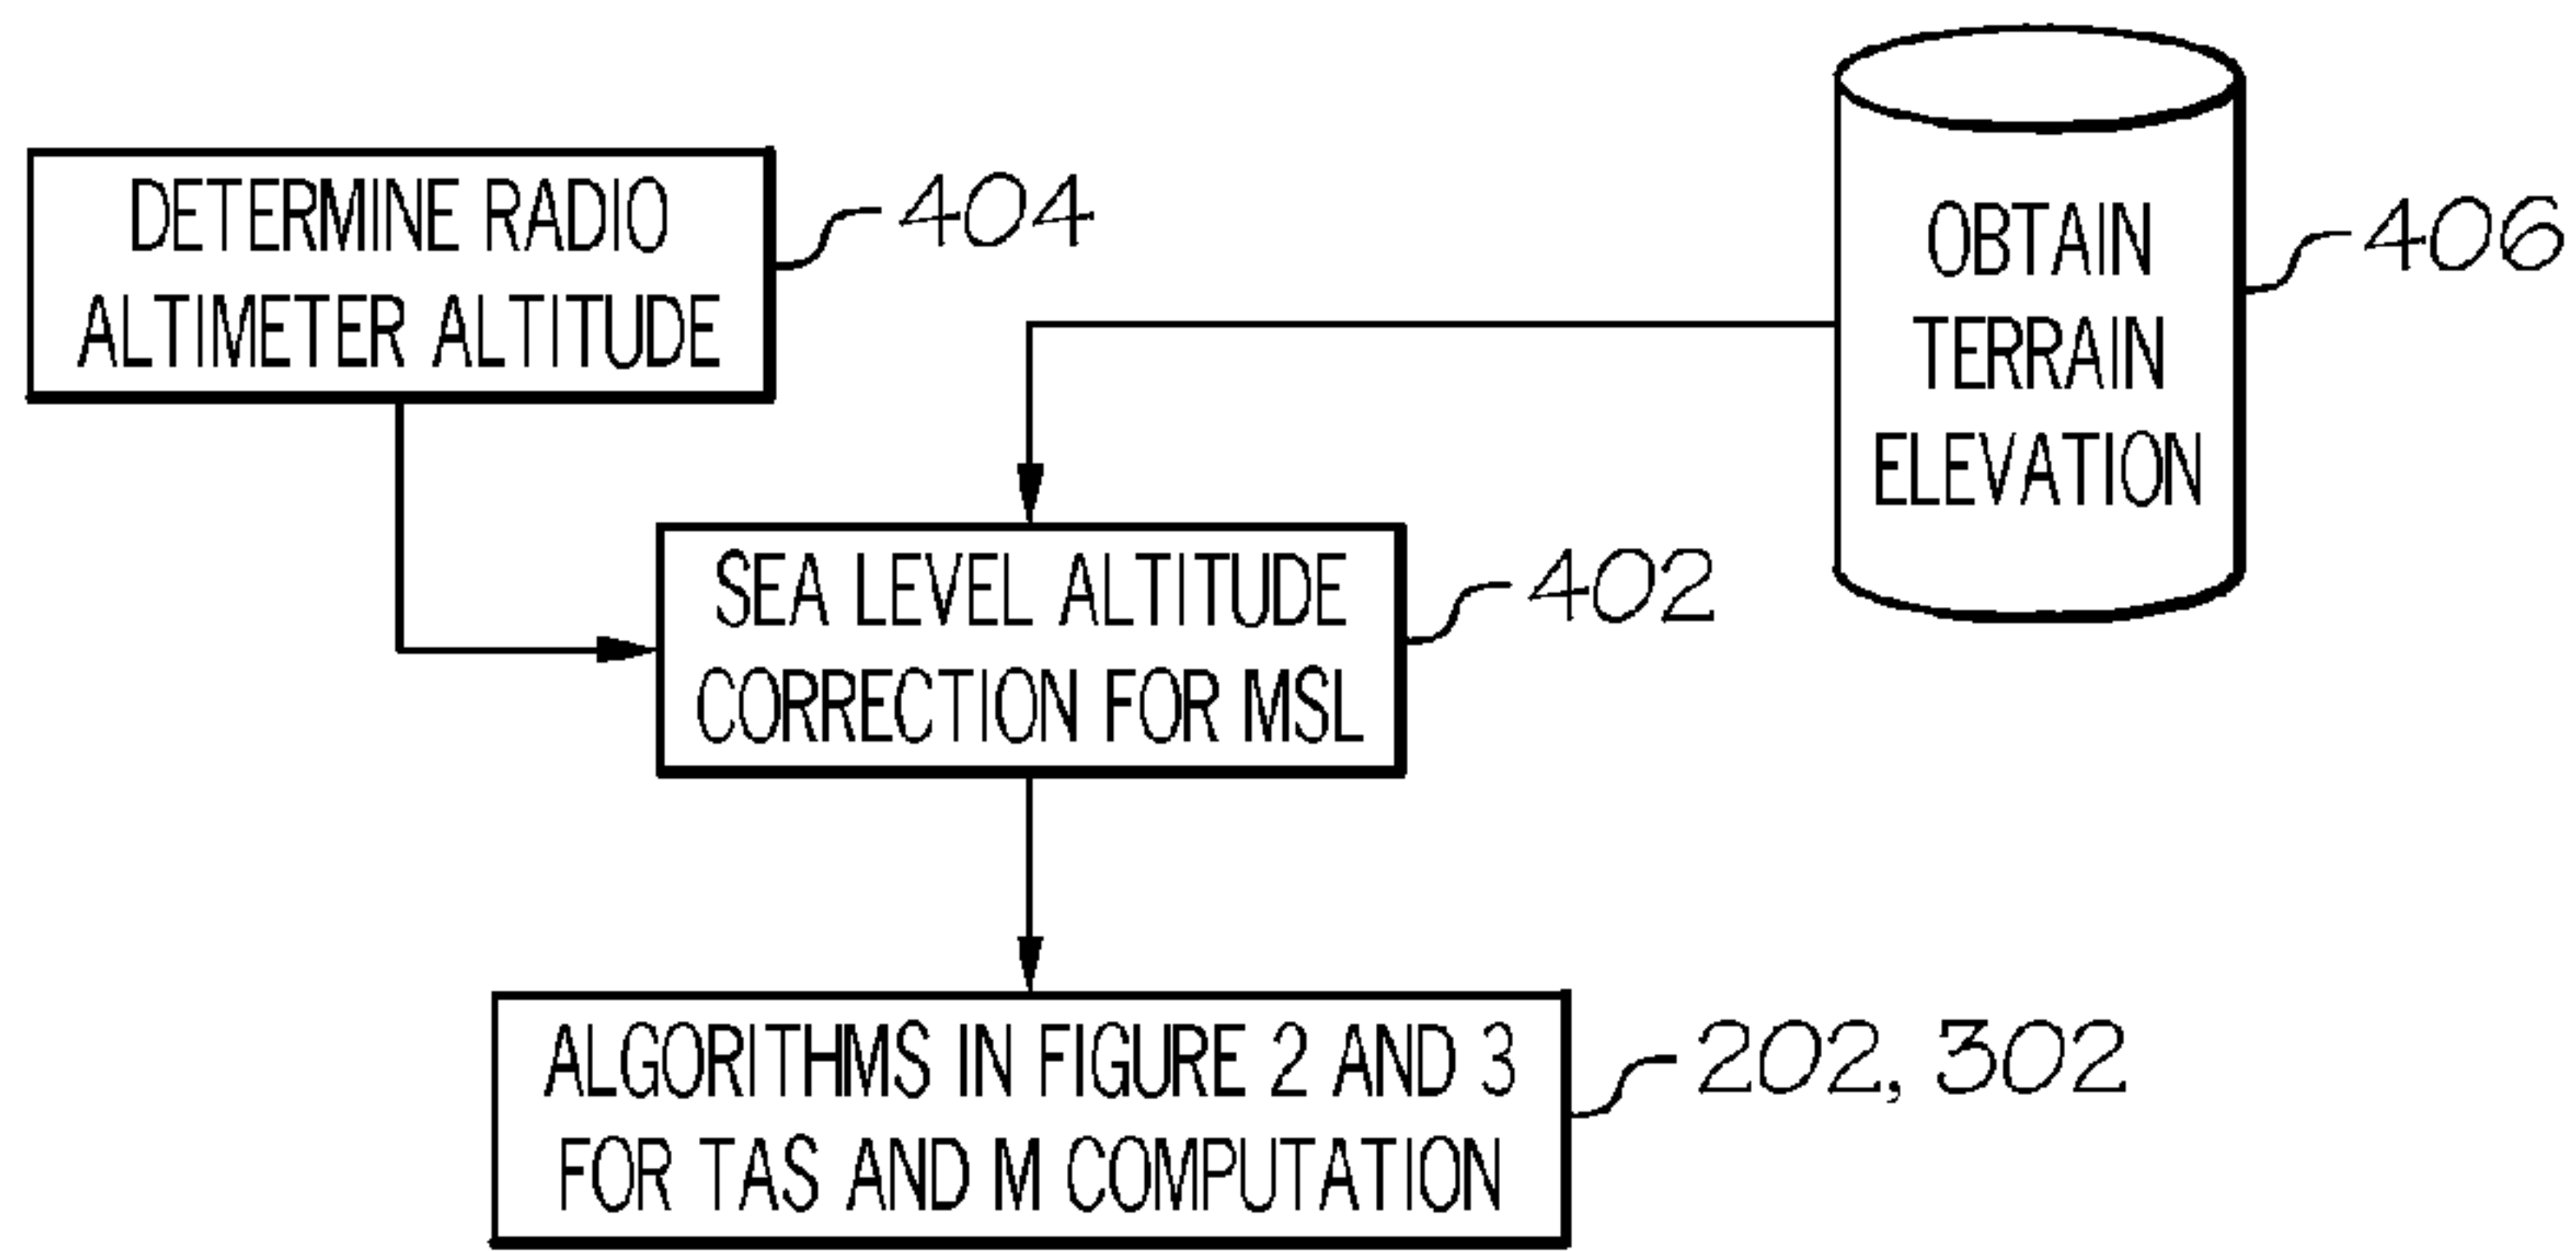 DETERMINE RADIO
ALTIMETER ALTITUDE
404
OBTAIN
TERRAIN
ELEVATION
406
SEA LEVEL ALTITUDE
CORRECTION FOR MSL
402
ALGORITHMS IN FIGURE 2 AND 3
FOR TAS AND M COMPUTATION
202, 302